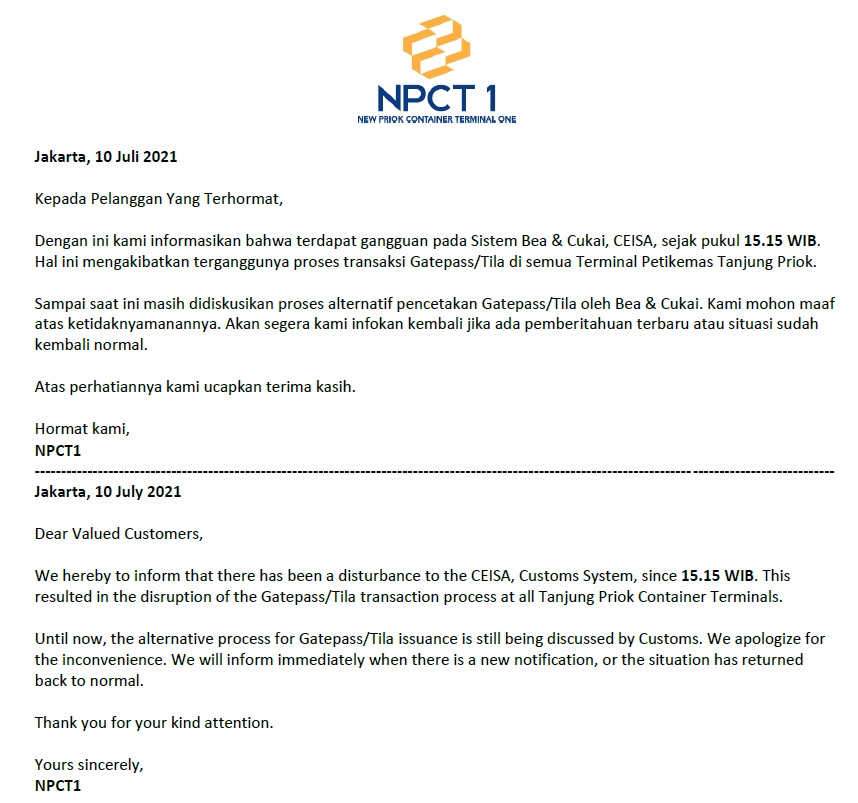 NPCT 1
NEW PRIOK CONTAINER TERMINAL ONE
Jakarta, 10 Juli 2021
Kepada Pelanggan Yang Terhormat,
Dengan ini kami informasikan bahwa terdapat gangguan pada Sistem Bea & Cukai, CEISA, sejak pukul 15.15 WIB.
Hal ini mengakibatkan terganggunya proses transaksi Gatepass/Tila di semua Terminal Petikemas Tanjung Priok.
Sampai saat ini masih didiskusikan proses alternatif pencetakan Gatepass/Tila oleh Bea & Cukai. Kami mohon maaf
atas ketidaknyamanannya. Akan segera kami infokan kembali jika ada pemberitahuan terbaru atau situasi sudah
kembali normal.
Atas perhatiannya kami ucapkan terima kasih.
Hormat kami,
NPCT1
Jakarta, 10 July 2021
Dear Valued Customers,
We hereby to inform that there has been a disturbance to the CEISA, Customs System, since 15.15 WIB. This
resulted in the disruption of the Gatepass/Tila transaction process at all Tanjung Priok Container Terminals.
Until now, the alternative process for Gatepass/Tila issuance is still being discussed by Customs. We apologize for
the inconvenience. We will inform immediately when there is a new notification, or the situation has returned
back to normal.
Thank you for your kind attention.
Yours sincerely,
NPCT1